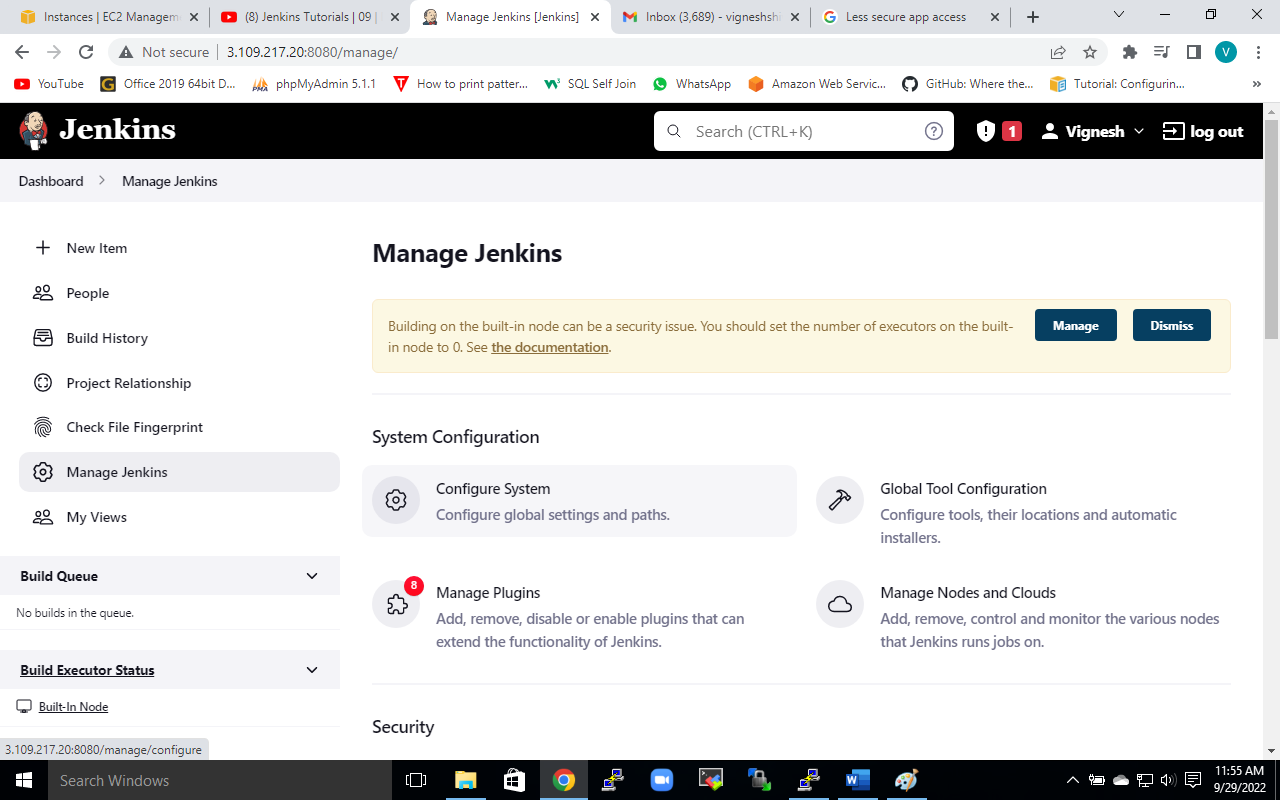 Instances | EC2 Managem
(8) Jenkins Tutorials | 09 |
Manage Jenkins [Jenkins]
Inbox (3,689) - vigneshshi
Less secure app access
Not secure
3.109.217.20:8080/manage/
V
YouTube
Office 2019 64bit D...
phpMyAdmin 5.1.1
How to print patter...
SQL Self Join
WhatsApp
Amazon Web Servic...
GitHub: Where the...
Tutorial: Configurin...
»
Jenkins
Search (CTRL+K)
1
Vignesh
log out
Dashboard
Manage Jenkins
New Item
People
Build History
Project Relationship
Check File Fingerprint
Manage Jenkins
My Views
Build Queue
No builds in the queue.
Build Executor Status
Built-In Node
Manage Jenkins
Building on the built-in node can be a security issue. You should set the number of executors on the built-
in node to 0. See the documentation.
Manage
Dismiss
System Configuration
Configure System
Configure global settings and paths.
Global Tool Configuration
Configure tools, their locations and automatic
installers.
8
Manage Plugins
Add, remove, disable or enable plugins that can
extend the functionality of Jenkins.
Manage Nodes and Clouds
Add, remove, control and monitor the various nodes
that Jenkins runs jobs on.
Security
3.109.217.20:8080/manage/configure
Search Windows
11:55 AM
9/29/2022